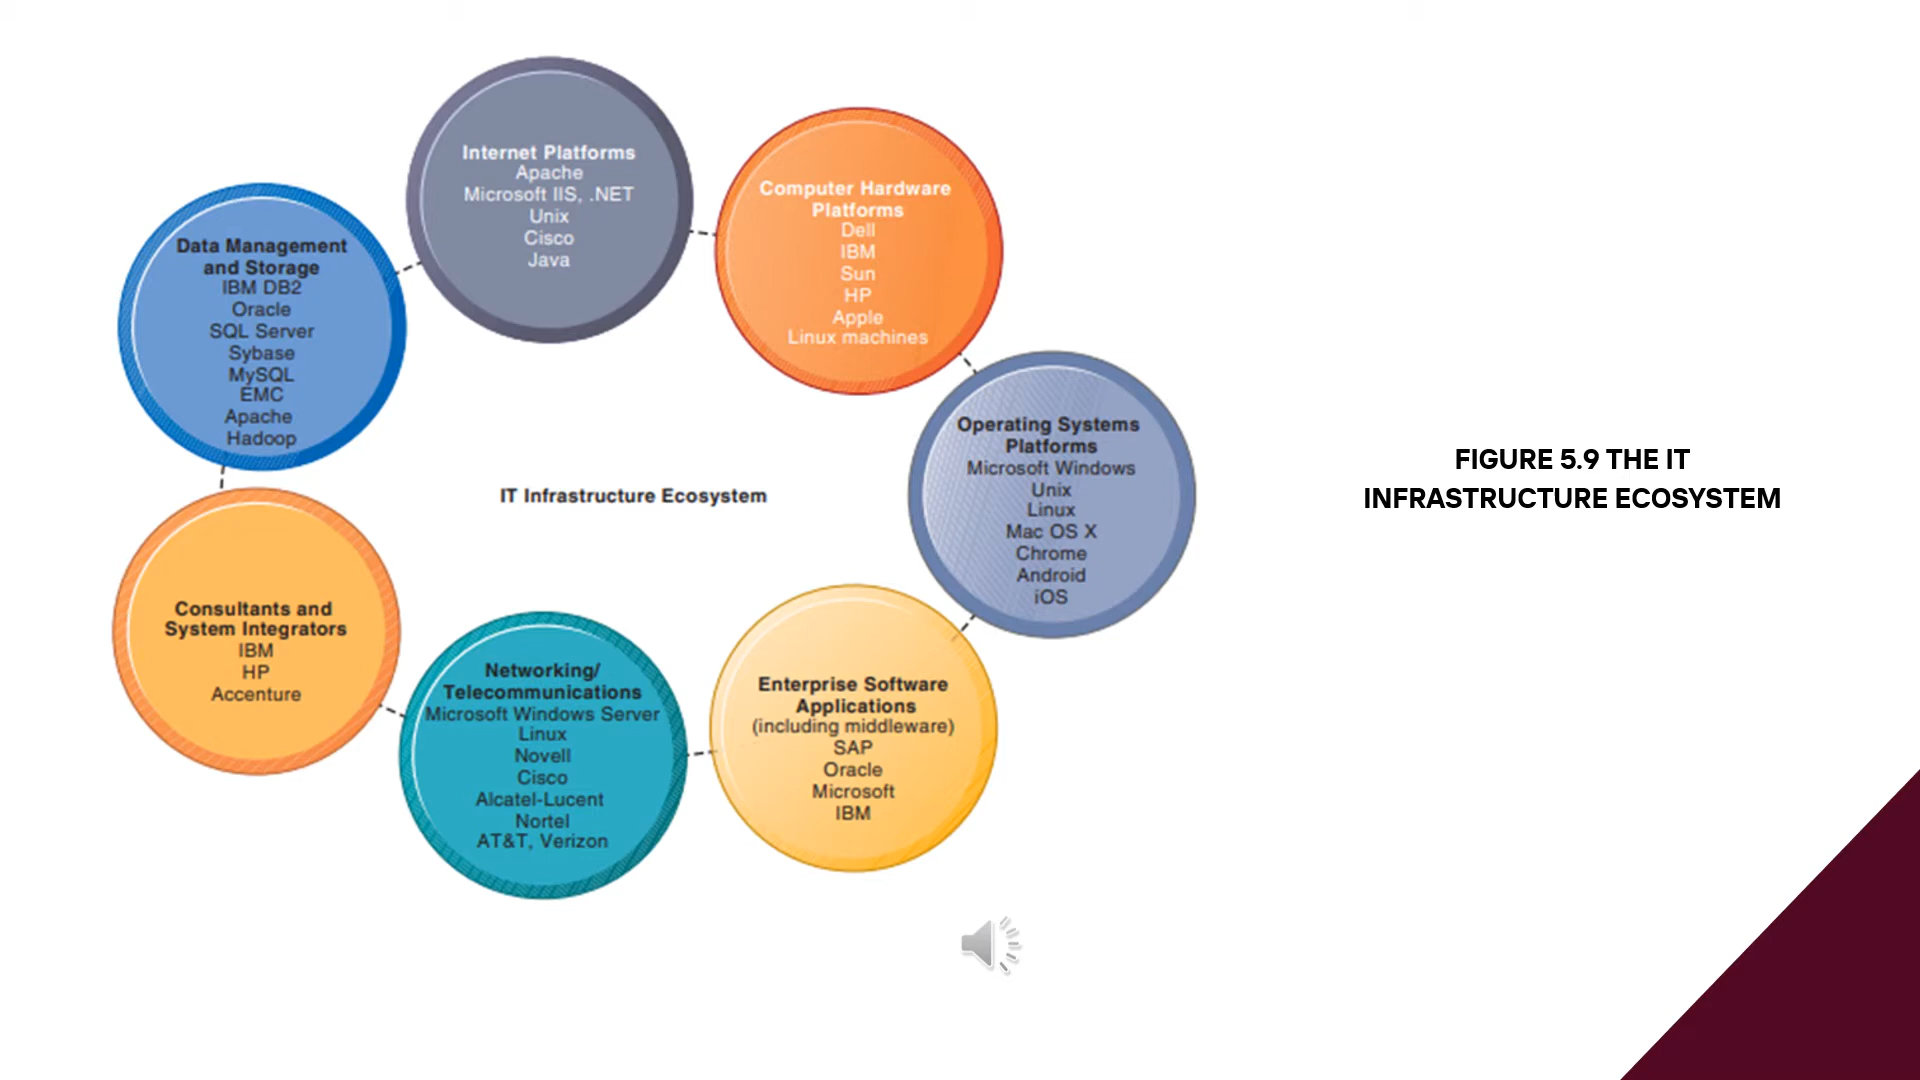 Internet Platforms
Apache
Microsoft IIS, .NET
Unix
Cisco
Java
Computer Hardware
Platforms
Dell
IBM
Sun
HP
Apple
Linux machines
Operating Systems
Platforms
Microsoft Windows
Unix
Linux
Mac OS X
Chrome
Android
iOS
Enterprise Software
Applications
(including middleware)
SAP
Oracle
Microsoft
IBM
Networking/
Telecommunications
Microsoft Windows Server
Linux
Novell
Cisco
Alcatel-Lucent
Nortel
AT&T, Verizon
Consultants and
System Integrators
IBM
HP
Accenture
Data Management
and Storage
IBM DB2
Oracle
SQL Server
Sybase
MySQL
EMC
Apache
Hadoop
IT Infrastructure Ecosystem
FIGURE 5.9 THE IT
INFRASTRUCTURE ECOSYSTEM